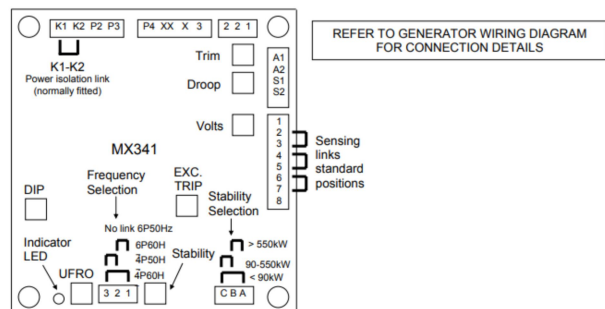 K1 K2 P2 P3
P4 XX X 3
2 2 1
REFER TO GENERATOR WIRING DIAGRAM
FOR CONNECTION DETAILS
K1-K2
Power isolation link
(normally fitted)
Trim
Droop
Volts
A1
A2
S1
S2
1
2
3
4
5
6
7
8
Sensing
links
standard
positions
MX341
Frequency
Selection
EXC.
TRIP
Stability
Selection
DIP
No link 6P50Hz
6P60H
z
4P50H
z
4P60H
> 550kW
90-550kW
< 90kW
Indicator
LED
UFRO
Stability
3 2 1
C B A